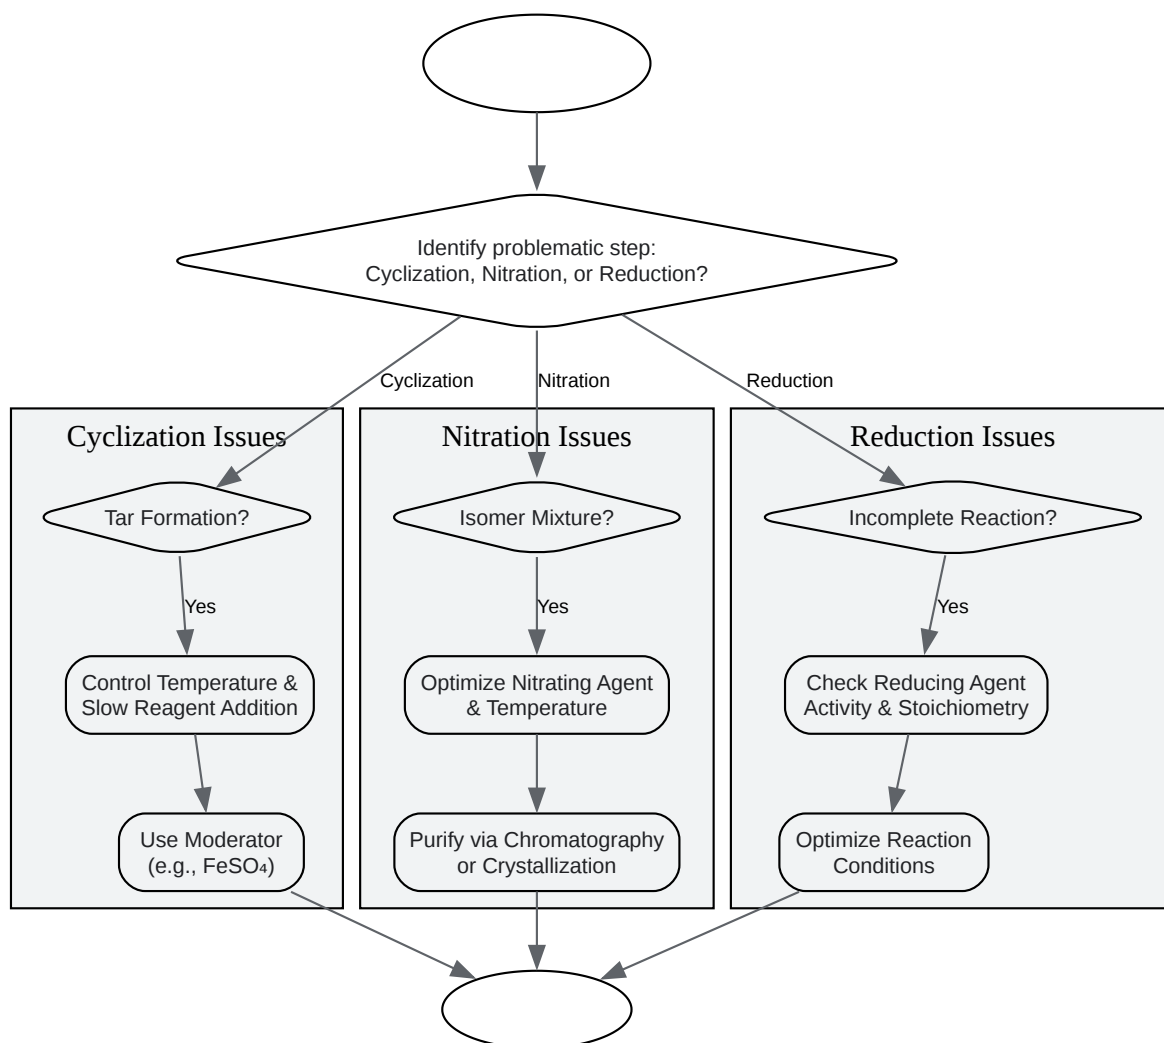 Identify problematic step:
Cyclization, Nitration, or Reduction?
Cyclization
Nitration
Reduction
Cyclization Issues
Nitration Issues
Reduction Issues
Tar Formation?
Isomer Mixture?
Incomplete Reaction?
Yes
Yes
Yes
Control Temperature &
Slow Reagent Addition
Optimize Nitrating Agent
& Temperature
Check Reducing Agent
Activity & Stoichiometry
Use Moderator
(e.g., FeSO₄)
Purify via Chromatography
or Crystallization
Optimize Reaction
Conditions